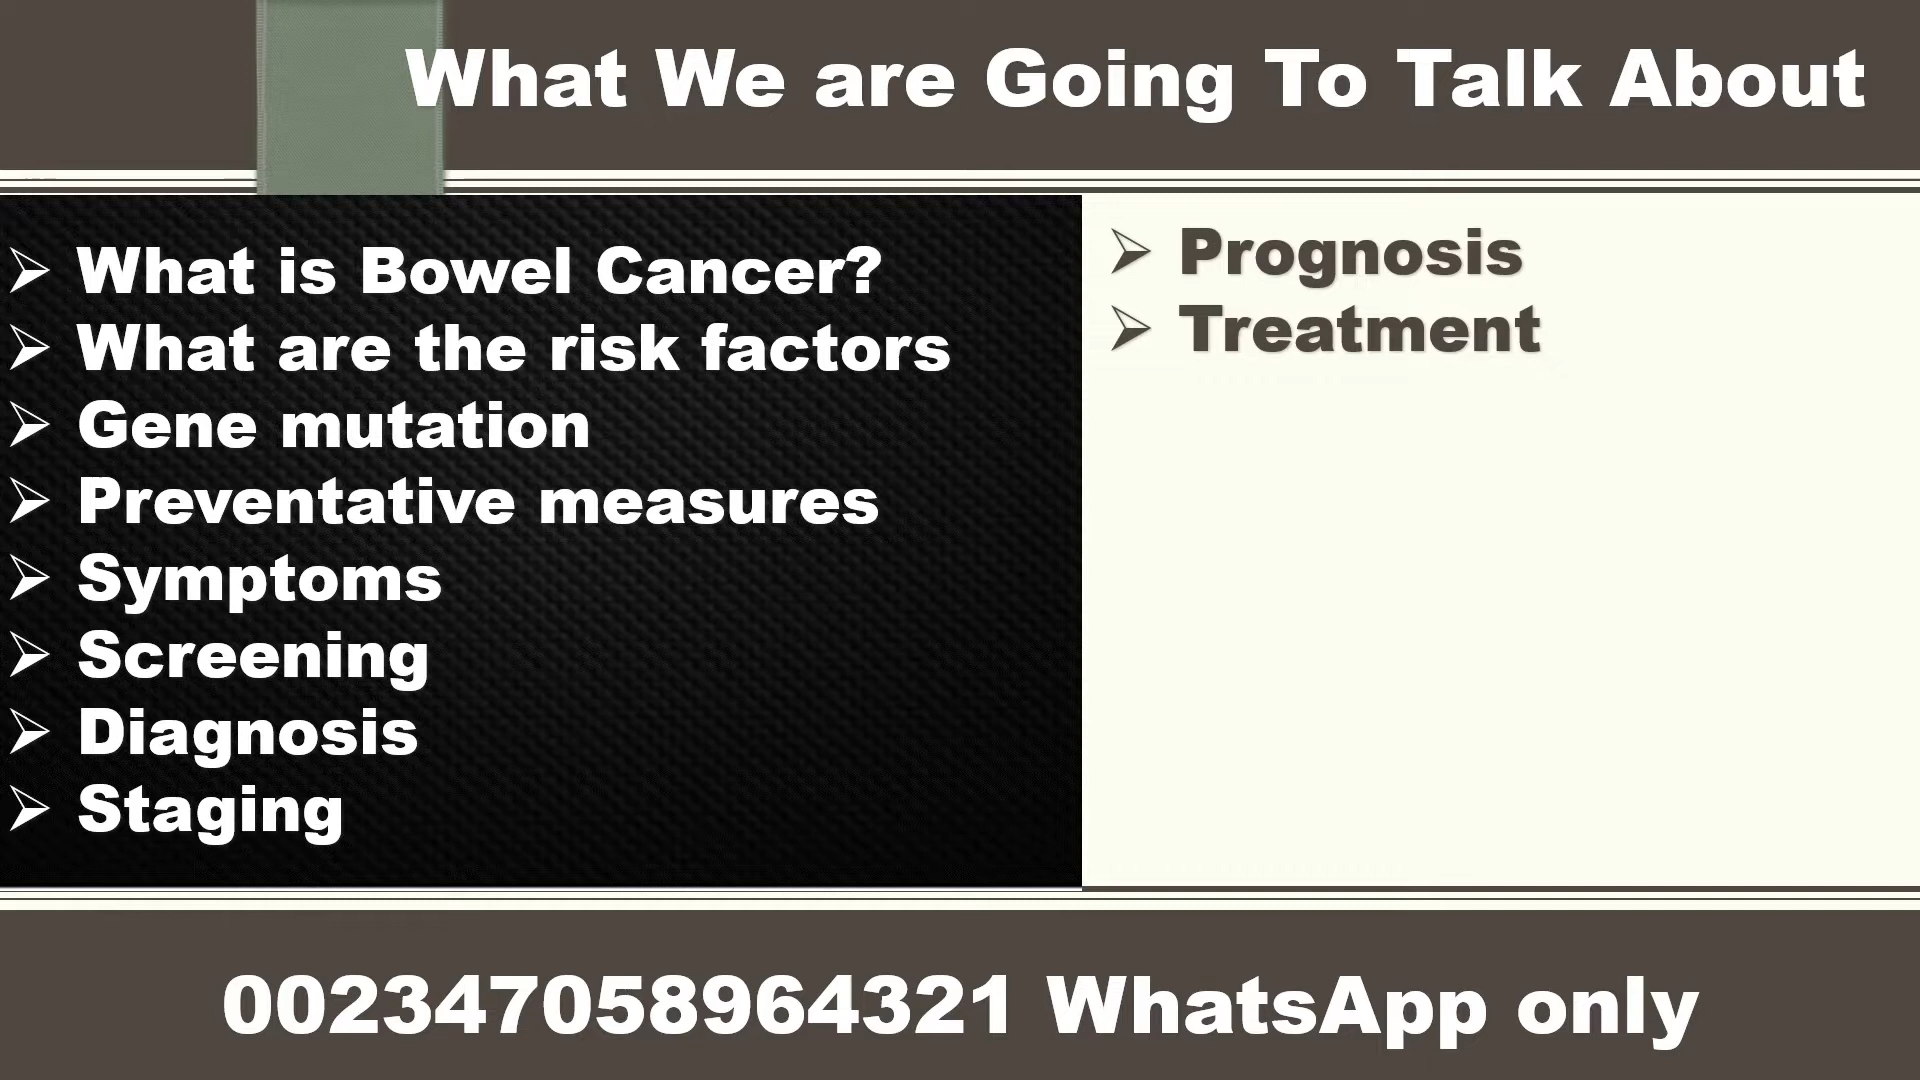 What We are Going To Talk About
What is Bowel Cancer?
What are the risk factors
Gene mutation
Preventative measures
Symptoms
Screening
Diagnosis
Staging
Prognosis
Treatment
002347058964321 WhatsApp only